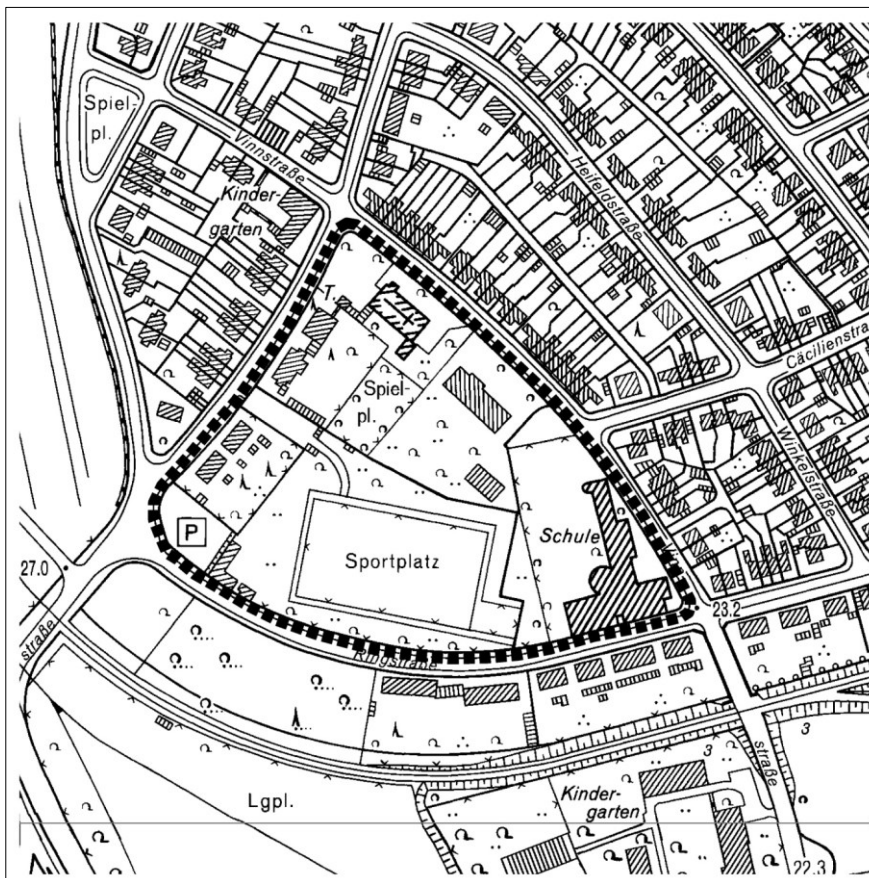 Spiel-
pl.
Vinnstraße
Heifeldstraße
Kinder-
garten
T.
Cäcilienstra
Spiel-
pl.
Winkelstraße
P
Schule
Sportplatz
27.0
23.2
straße
Ringstraße
3
3
straße
Lgpl.
Kinder-
garten
22.3